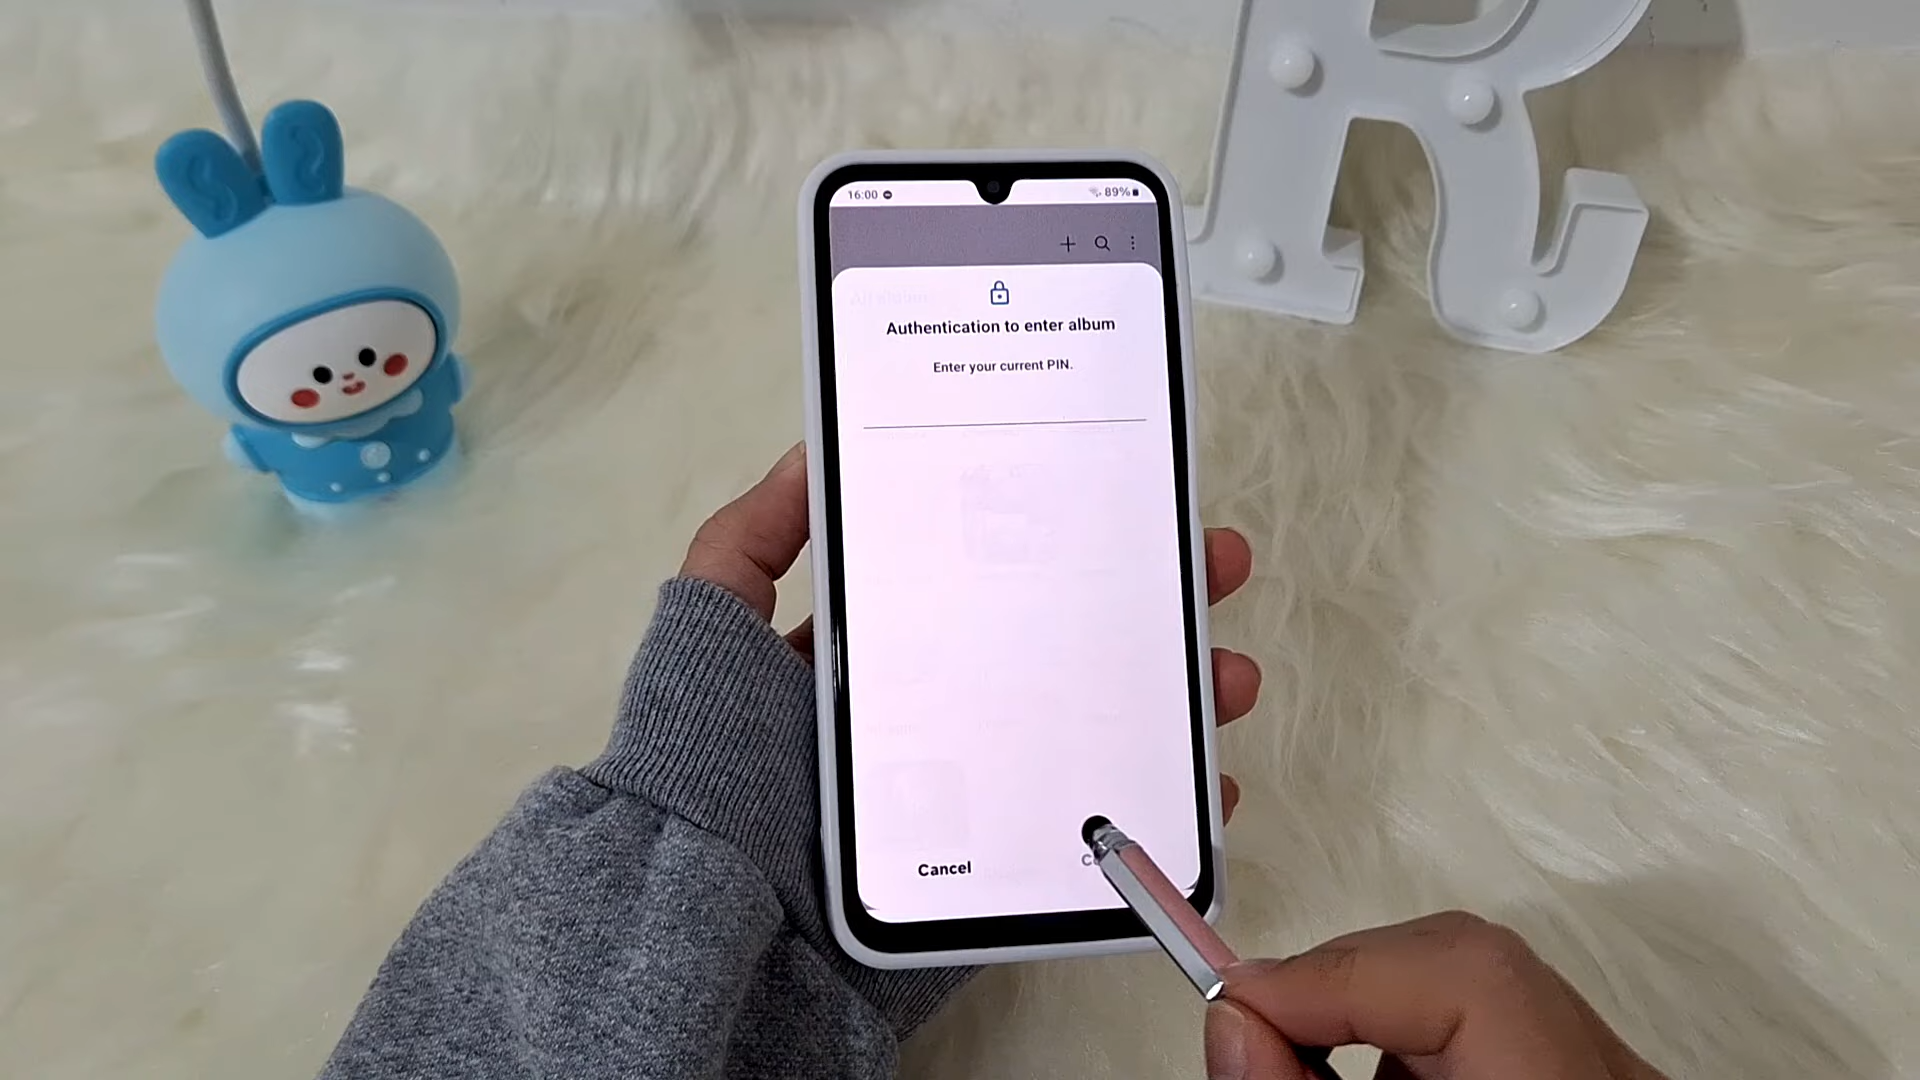 16:00
89%
Authentication to enter album
Enter your current PIN.
Cancel
R